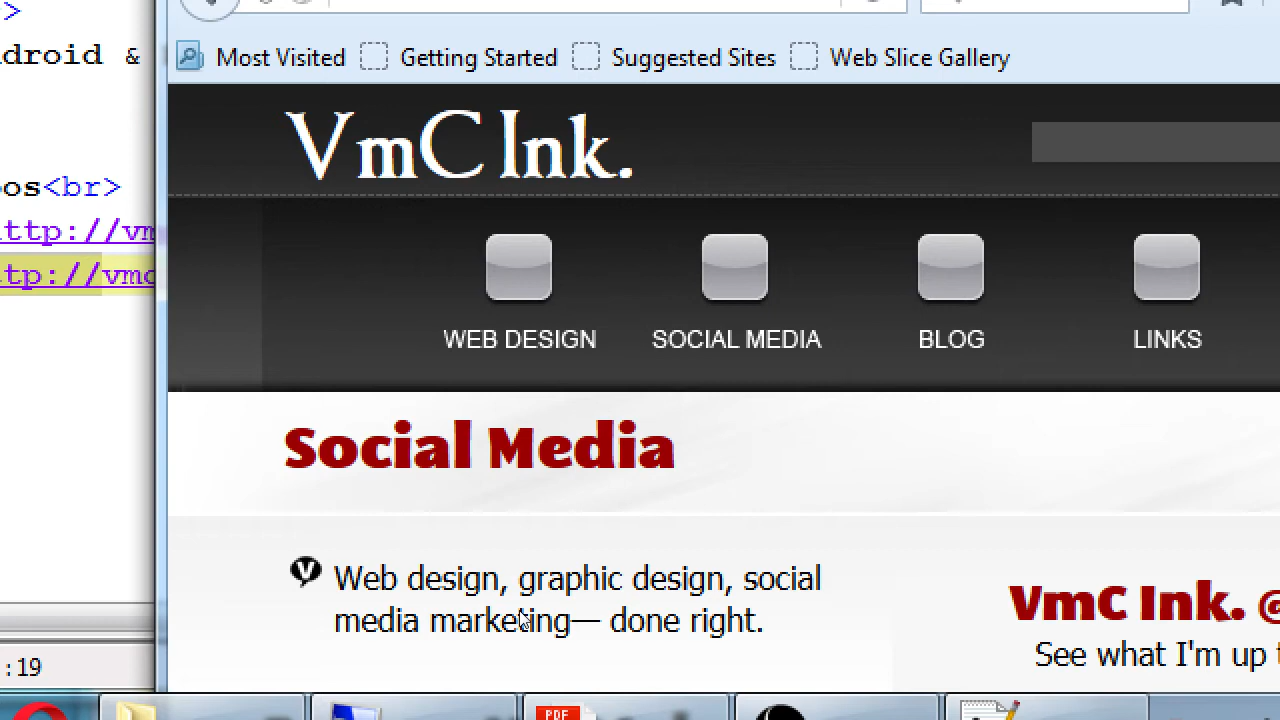 >
droid &
os<br>
ttp://vm
tp://vmc
:19
Most Visited Getting Started Suggested Sites Web Slice Gallery
VmC Ink.
WEB DESIGN SOCIAL MEDIA BLOG LINKS
Social Media
Web design, graphic design, social
media marketing— done right.
VmC Ink. @
See what I'm up t
PDF